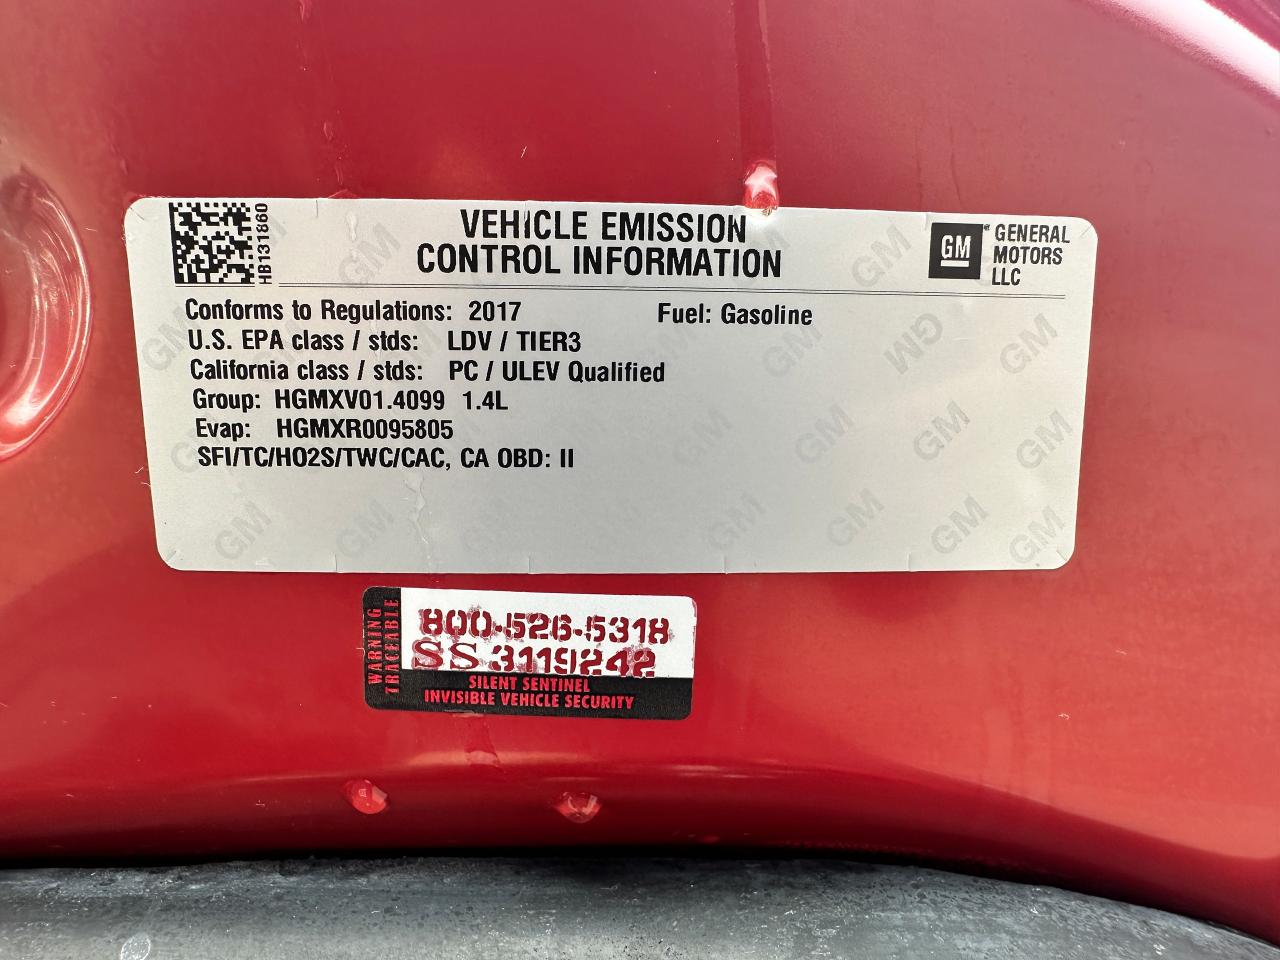 HB131860
VEHICLE EMISSION
CONTROL INFORMATION
GM
GENERAL
MOTORS
LLC
Conforms to Regulations: 2017 Fuel: Gasoline
U.S. EPA class / stds: LDV / TIER3
California class / stds: PC / ULEV Qualified
Group: HGMXV01.4099 1.4L
Evap: HGMXR0095805
SFI/TC/HO2S/TWC/CAC, CA OBD: II
WARNING
TRACEABLE
800-526-5318
SS 3119242
SILENT SENTINEL
INVISIBLE VEHICLE SECURITY